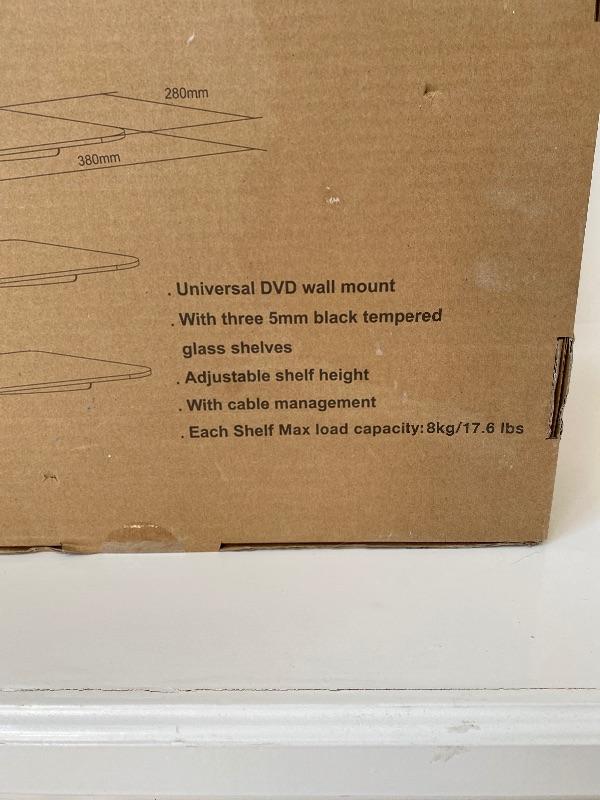 280mm
380mm
. Universal DVD wall mount
. With three 5mm black tempered
glass shelves
. Adjustable shelf height
. With cable management
. Each Shelf Max load capacity:8kg/17.6 lbs